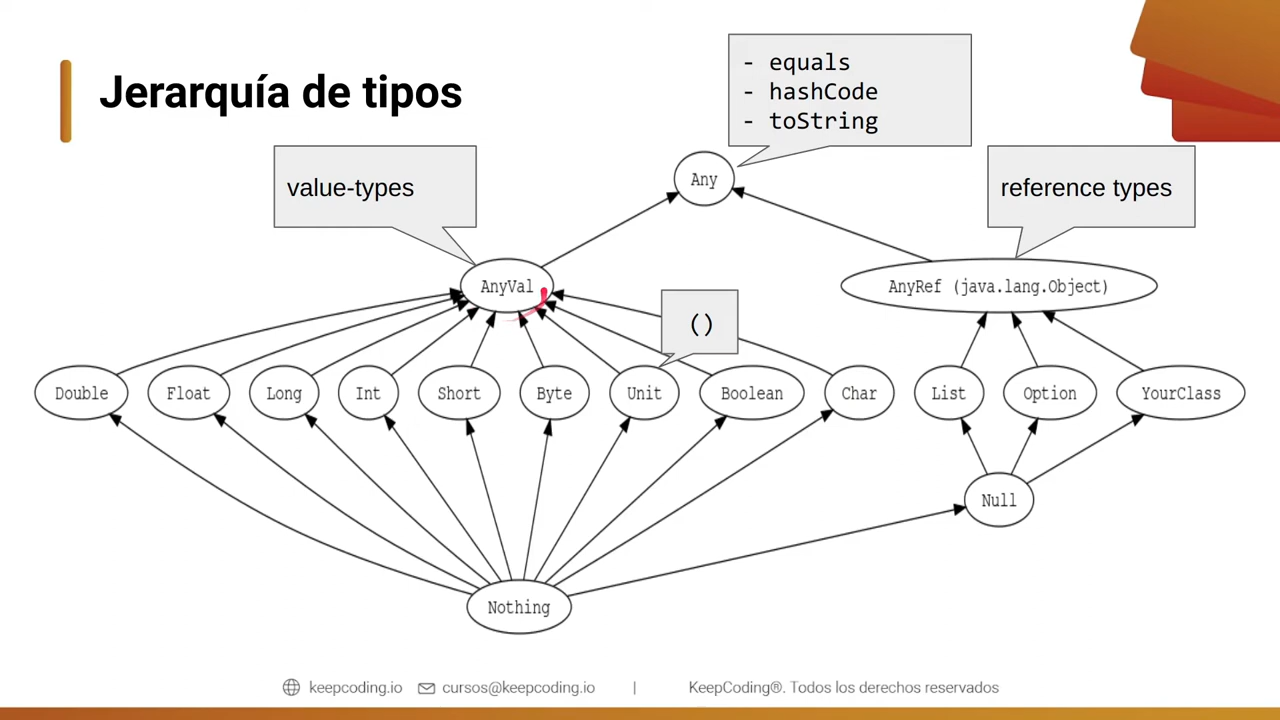 Jerarquía de tipos
- equals
- hashCode
- toString
value-types
Any
reference types
AnyVal
AnyRef (java.lang.Object)
()
Double
Float
Long
Int
Short
Byte
Unit
Boolean
Char
List
Option
YourClass
Null
Nothing
keepcoding.io
cursos@keepcoding.io
|
KeepCoding®. Todos los derechos reservados